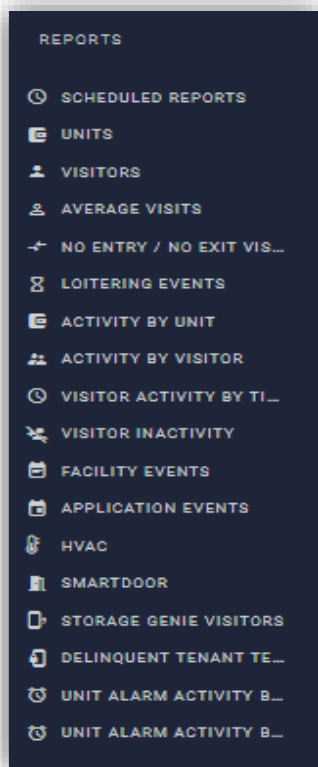 REPORTS
SCHEDULED REPORTS
UNITS
VISITORS
AVERAGE VISITS
NO ENTRY / NO EXIT VIS...
LOITERING EVENTS
ACTIVITY BY UNIT
ACTIVITY BY VISITOR
VISITOR ACTIVITY BY TI...
VISITOR INACTIVITY
FACILITY EVENTS
APPLICATION EVENTS
HVAC
SMARTDOOR
STORAGE GENIE VISITORS
DELINQUENT TENANT TE...
UNIT ALARM ACTIVITY B...
UNIT ALARM ACTIVITY B...